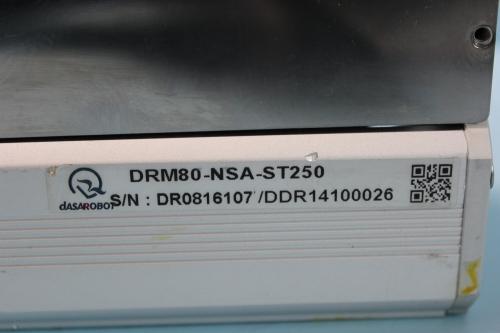 DRM80-NSA-ST250
S/N : DR0816107 /DDR14100026
dASAROBOT